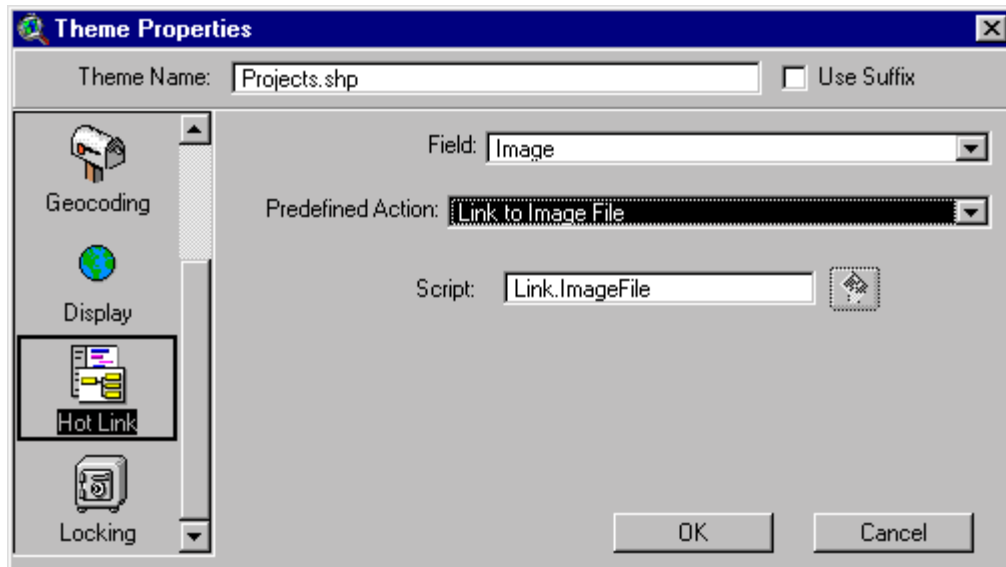 Theme Properties
Theme Name: Projects.shp Use Suffix
Geocoding
Display
Hot Link
Locking
Field: Image
Predefined Action: Link to Image File
Script: Link.ImageFile
OK Cancel